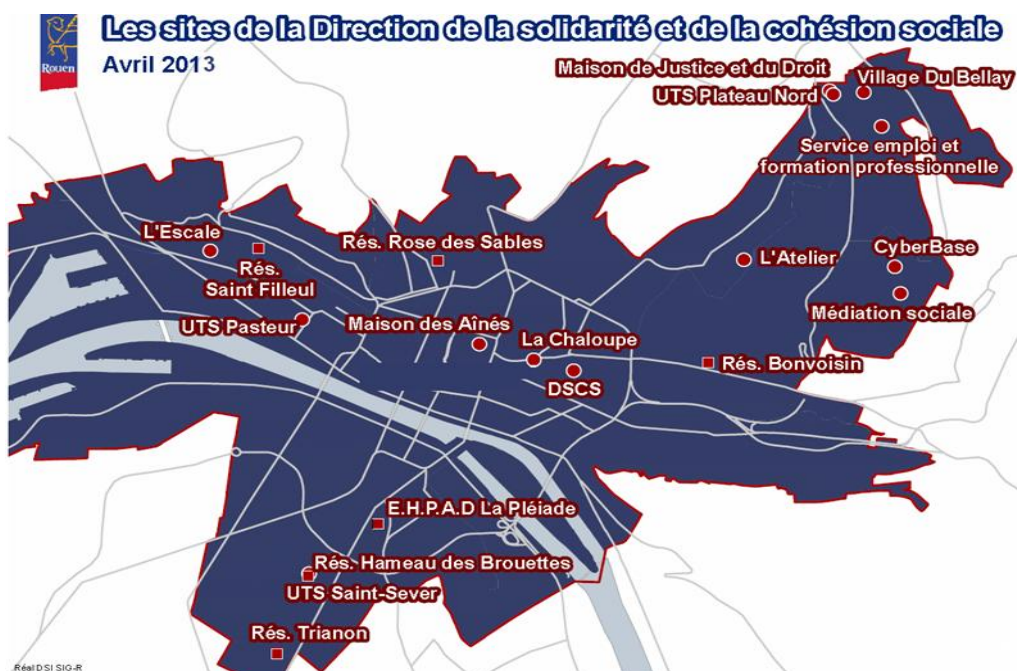 Les sites de la Direction de la solidarité et de la cohésion sociale
Rouen
Avril 2013
Maison de Justice et du Droit
UTS Plateau Nord
Village Du Bellay
Service emploi et
formation professionnelle
L'Escale
Rés.
Saint Filleul
Rés. Rose des Sables
L'Atelier
CyberBase
Médiation sociale
UTS Pasteur
Maison des Aînés
La Chaloupe
DSCS
Rés. Bonvoisin
E.H.P.A.D La Pléiade
Rés. Hameau des Brouettes
UTS Saint-Sever
Rés. Trianon
Réal DSI SIG-R